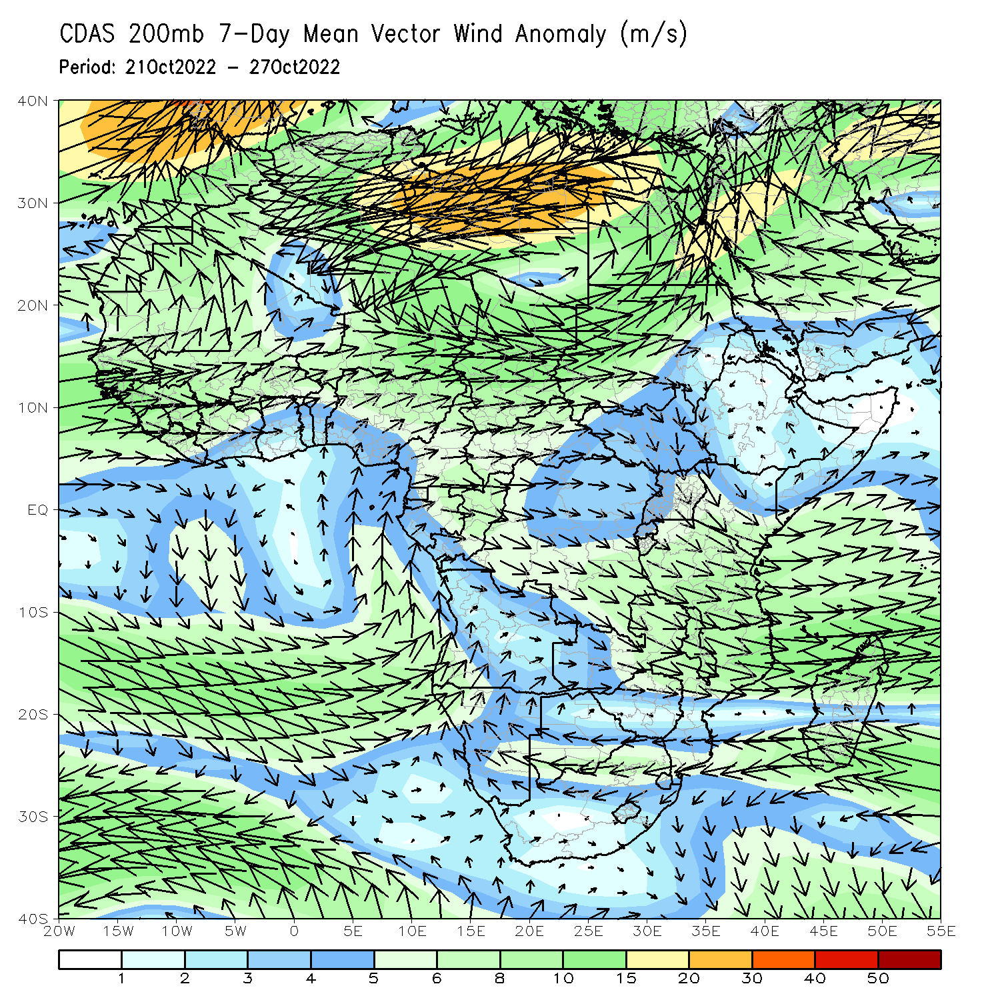 CDAS 200mb 7-Day Mean Vector Wind Anomaly (m/s)
Period: 21Oct2022 - 27Oct2022
40N
30N
20N
10N
EQ
10S
20S
30S
40S
20W 15W 10W 5W 0 5E 10E 15E 20E 25E 30E 35E 40E 45E 50E 55E
1 2 3 4 5 6 8 10 15 20 30 40 50